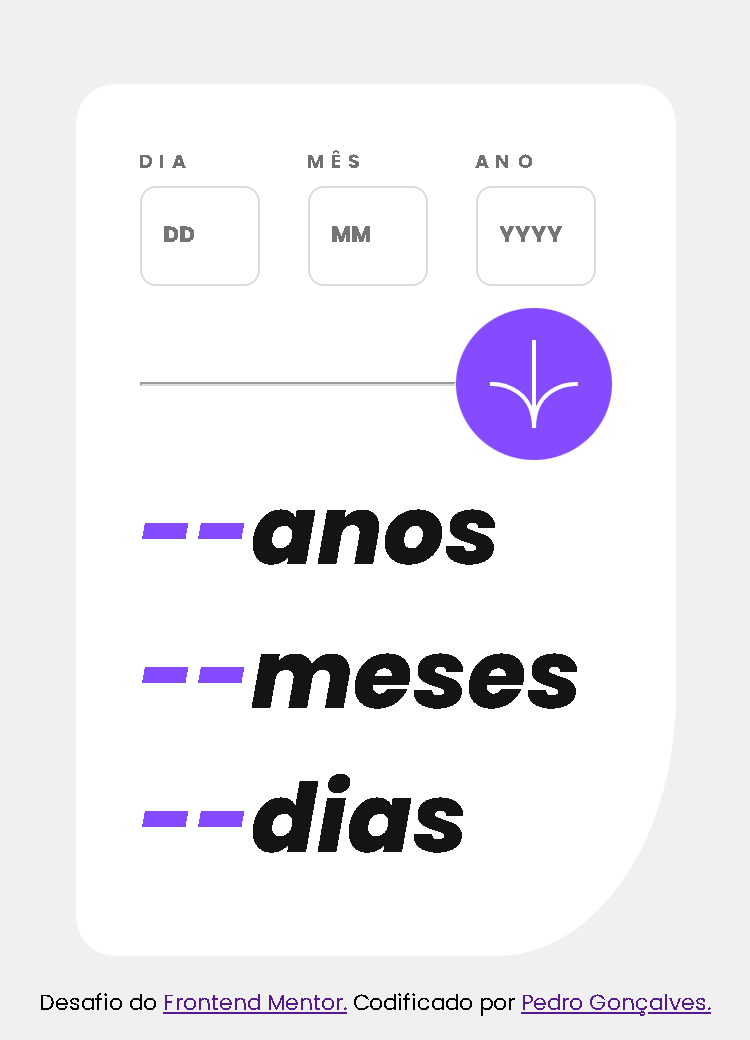 DIA MÊS ANO
DD MM YYYY
--anos
--meses
--dias
Desafio do Frontend Mentor. Codificado por Pedro Gonçalves.